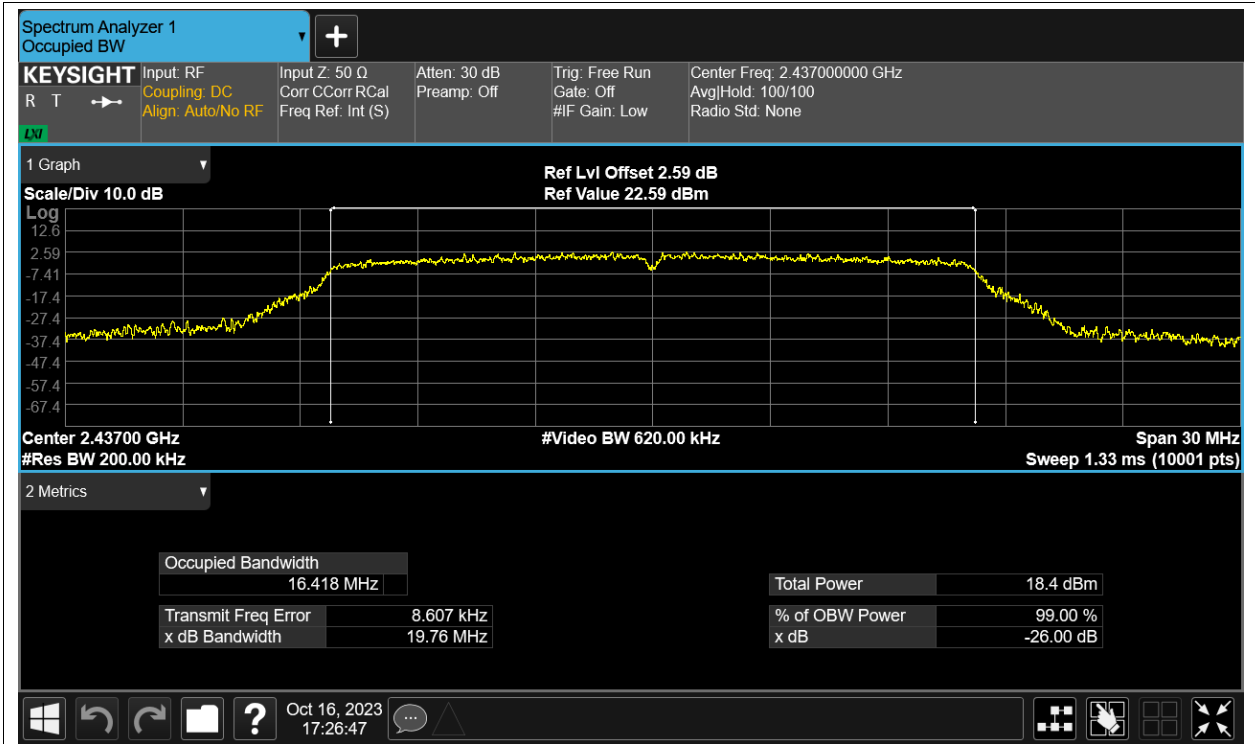 Spectrum Analyzer 1
Occupied BW
KEYSIGHT
R T
LXI
Input: RF
Coupling: DC
Align: Auto/No RF
Input Z: 50 Ω
Corr CCorr RCal
Freq Ref: Int (S)
Atten: 30 dB
Preamp: Off
Trig: Free Run
Gate: Off
#IF Gain: Low
Center Freq: 2.437000000 GHz
Avg|Hold: 100/100
Radio Std: None
1 Graph
Scale/Div 10.0 dB
Ref Lvl Offset 2.59 dB
Ref Value 22.59 dBm
Log
12.6
2.59
-7.41
-17.4
-27.4
-37.4
-47.4
-57.4
-67.4
Center 2.43700 GHz
#Video BW 620.00 kHz
Span 30 MHz
#Res BW 200.00 kHz
Sweep 1.33 ms (10001 pts)
2 Metrics
Occupied Bandwidth
16.418 MHz
Total Power 18.4 dBm
Transmit Freq Error 8.607 kHz
% of OBW Power 99.00 %
x dB Bandwidth 19.76 MHz
x dB -26.00 dB
?
Oct 16, 2023
17:26:47